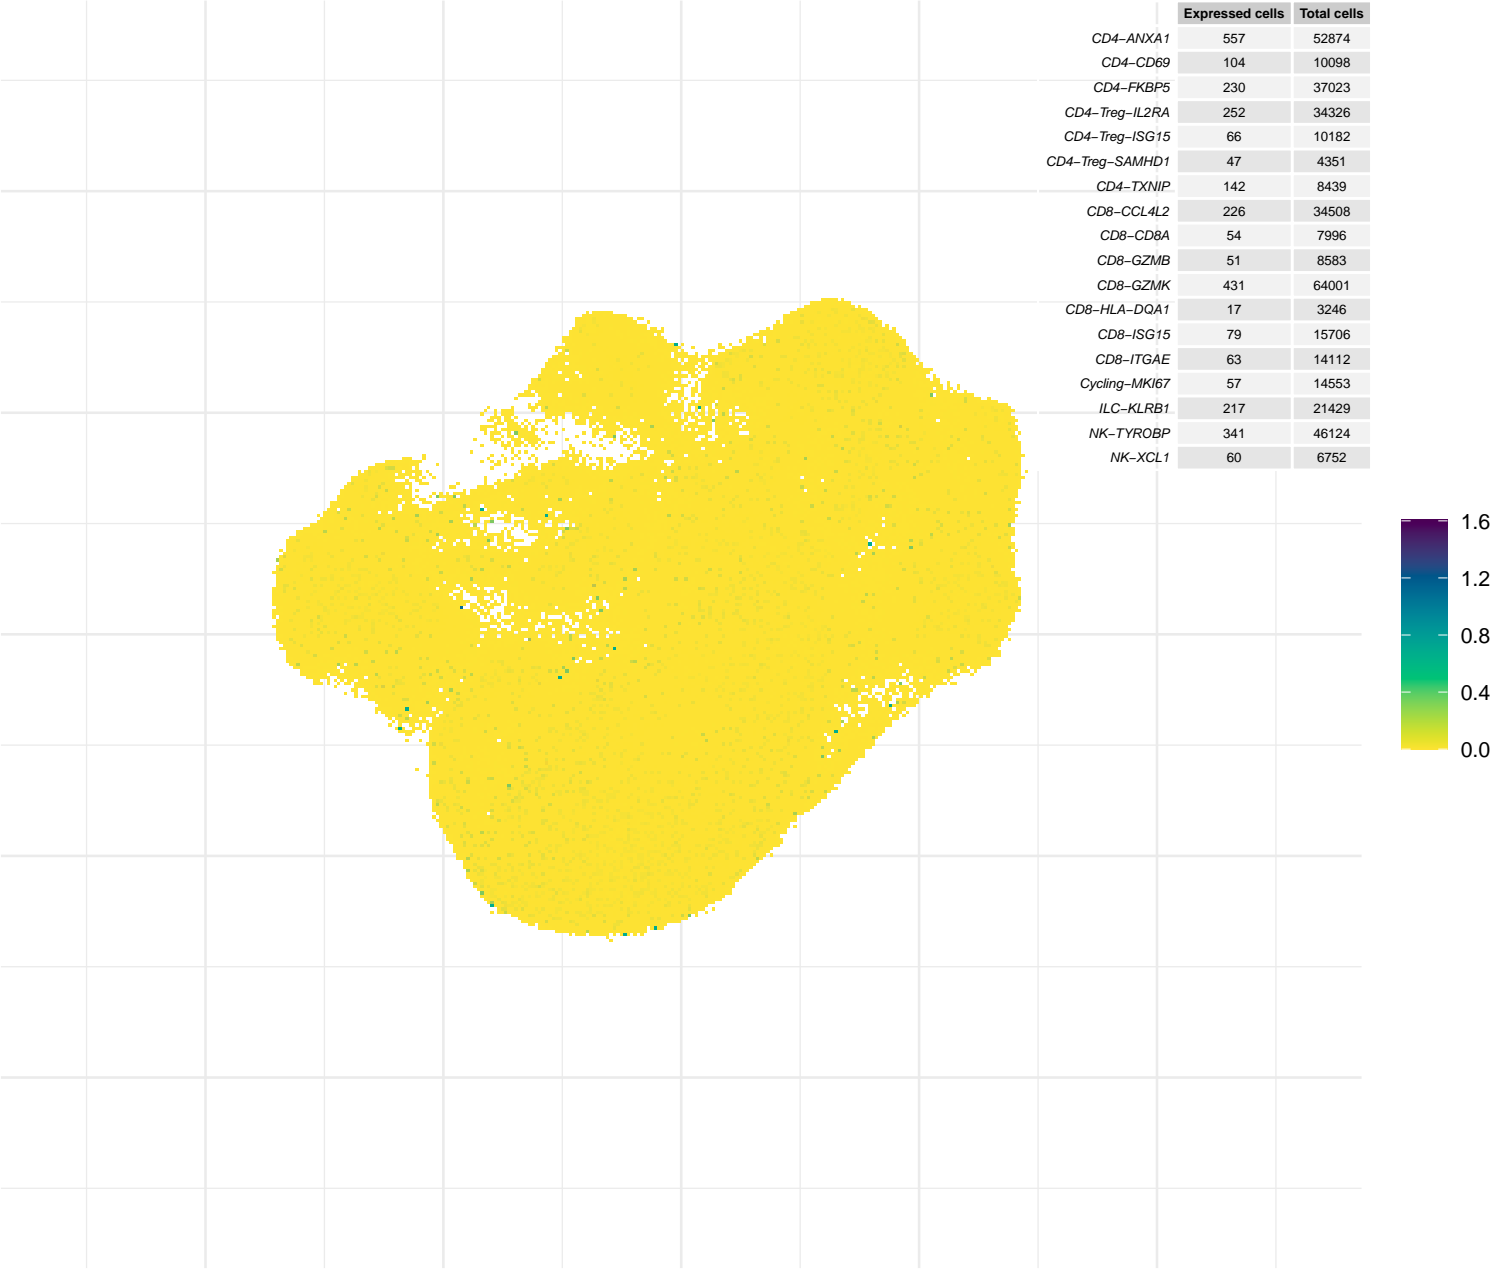 Expressed cells Total cells
CD4−ANXA1 557 52874
CD4−CD69 104 10098
CD4−FKBP5 230 37023
CD4−Treg−IL2RA 252 34326
CD4−Treg−ISG15 66 10182
CD4−Treg−SAMHD1 47 4351
CD4−TXNIP 142 8439
CD8−CCL4L2 226 34508
CD8−CD8A 54 7996
CD8−GZMB 51 8583
CD8−GZMK 431 64001
CD8−HLA−DQA1 17 3246
CD8−ISG15 79 15706
CD8−ITGAE 63 14112
Cycling−MKI67 57 14553
ILC−KLRB1 217 21429
NK−TYROBP 341 46124
NK−XCL1 60 6752
1.6
1.2
0.8
0.4
0.0